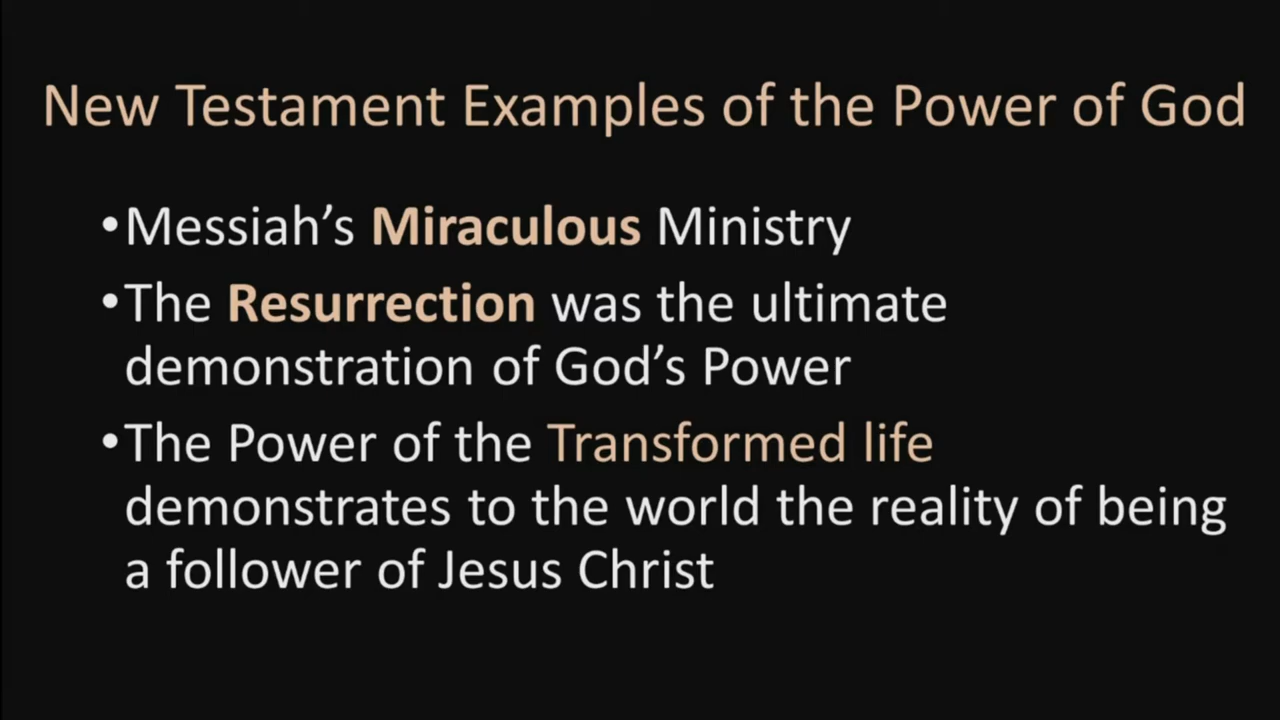 New Testament Examples of the Power of God
•Messiah’s Miraculous Ministry
•The Resurrection was the ultimate
demonstration of God’s Power
•The Power of the Transformed life
demonstrates to the world the reality of being
a follower of Jesus Christ